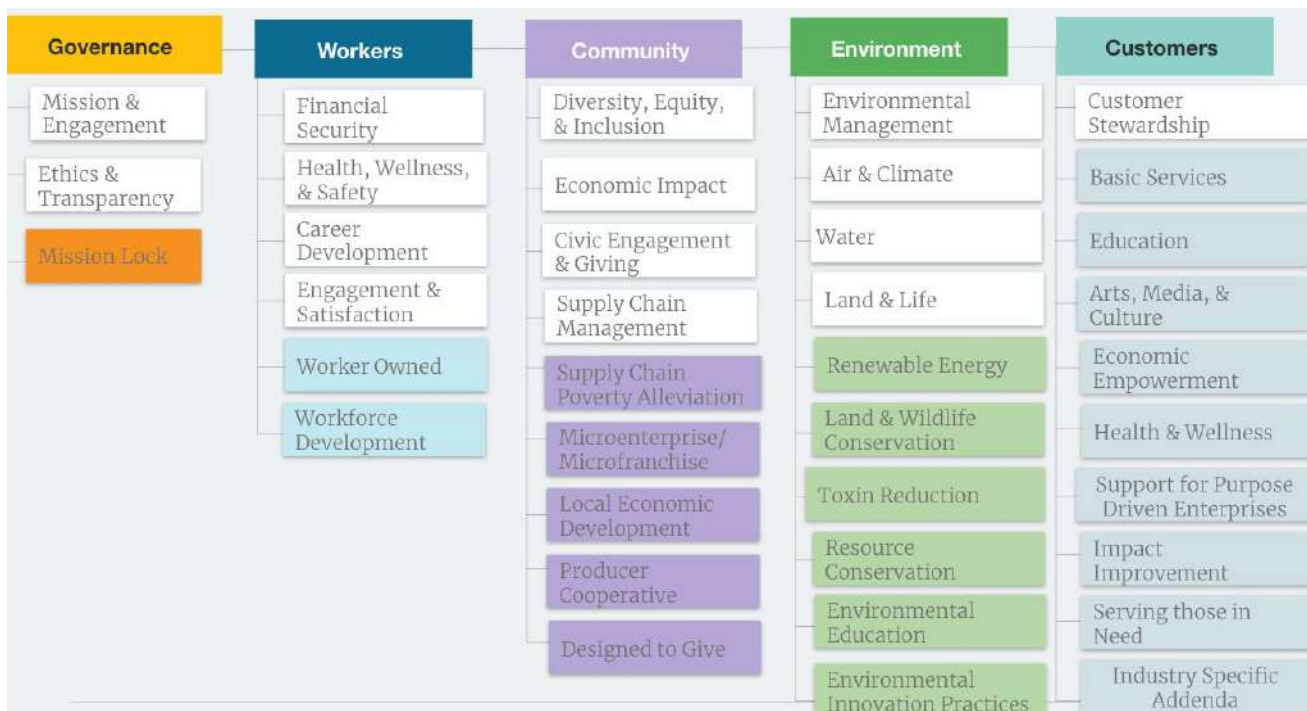 Governance
Mission &
Engagement
Ethics &
Transparency
Mission Lock
Workers
Financial
Security
Health, Wellness,
& Safety
Career
Development
Engagement &
Satisfaction
Worker Owned
Workforce
Development
Community
Diversity, Equity,
& Inclusion
Economic Impact
Civic Engagement
& Giving
Supply Chain
Management
Supply Chain
Poverty Alleviation
Microenterprise/
Microfranchise
Local Economic
Development
Producer
Cooperative
Designed to Give
Environment
Environmental
Management
Air & Climate
Water
Land & Life
Renewable Energy
Land & Wildlife
Conservation
Toxin Reduction
Resource
Conservation
Environmental
Education
Environmental
Innovation Practices
Customers
Customer
Stewardship
Basic Services
Education
Arts, Media, &
Culture
Economic
Empowerment
Health & Wellness
Support for Purpose
Driven Enterprises
Impact
Improvement
Serving those in
Need
Industry Specific
Addenda